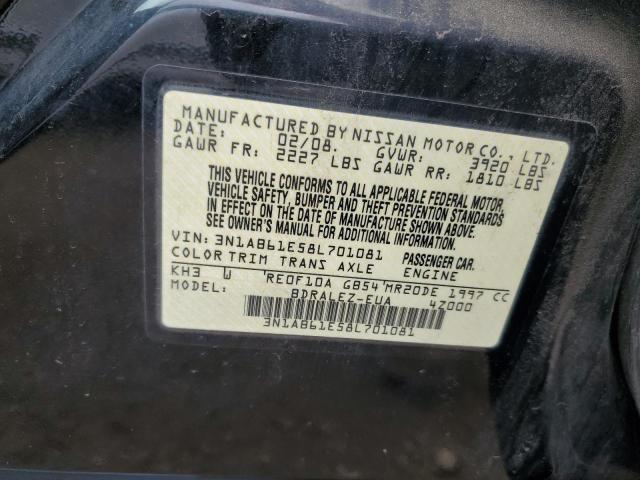 MANUFACTURED BY NISSAN MOTOR CO., LTD.
DATE: 02/08. GVWR: 3920 LBS
GAWR FR: 2227 LBS GAWR RR: 1810 LBS
THIS VEHICLE CONFORMS TO ALL APPLICABLE FEDERAL MOTOR
VEHICLE SAFETY, BUMPER AND THEFT PREVENTION STANDARDS
IN EFFECT ON THE DATE OF MANUFACTURE SHOWN ABOVE.
SEE OWNER'S MANUAL FOR ADDITIONAL INFORMATION.
VIN: 3N1AB61E58L701081 PASSENGER CAR.
COLOR TRIM TRANS AXLE ENGINE
KH3 W RE0F10A GB54 MR20DE 1997 CC
MODEL: BDRALEZ-EUA 4Z000
3N1AB61E58L701081